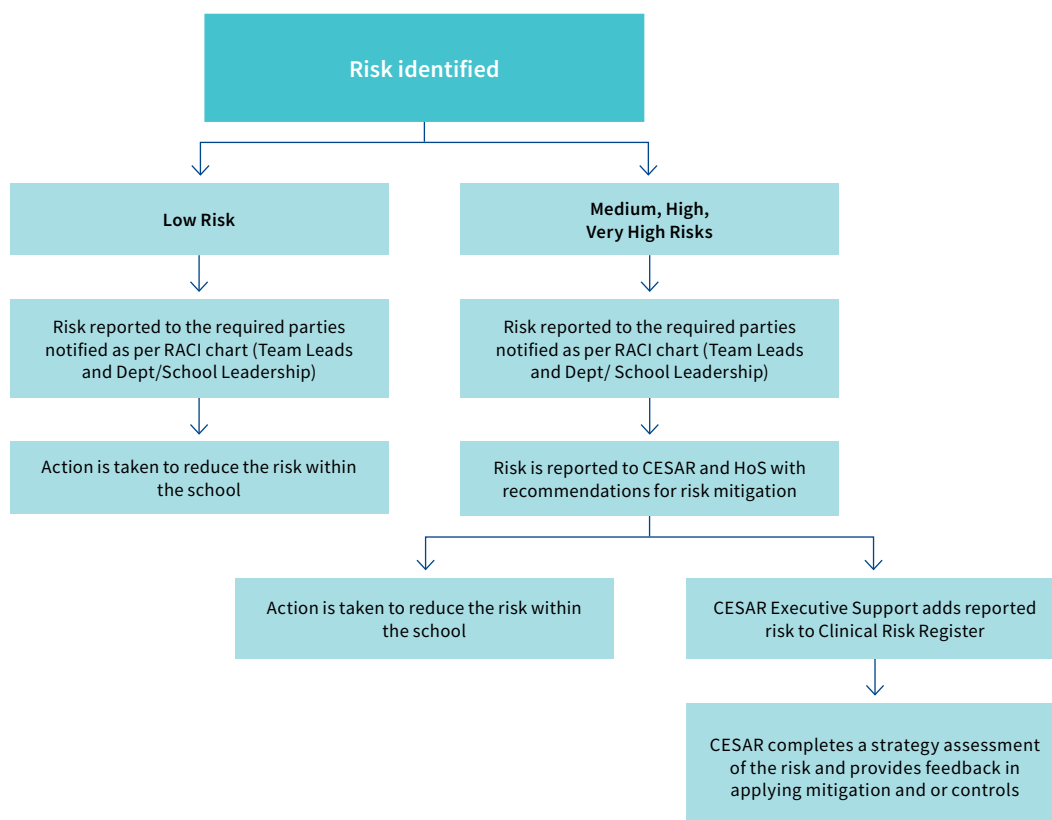 Risk identified
Low Risk
Medium, High,
Very High Risks
Risk reported to the required parties
notified as per RACI chart (Team Leads
and Dept/School Leadership)
Risk reported to the required parties
notified as per RACI chart (Team Leads
and Dept/ School Leadership)
Action is taken to reduce the risk within
the school
Risk is reported to CESAR and HoS with
recommendations for risk mitigation
Action is taken to reduce the risk within
the school
CESAR Executive Support adds reported
risk to Clinical Risk Register
CESAR completes a strategy assessment
of the risk and provides feedback in
applying mitigation and or controls